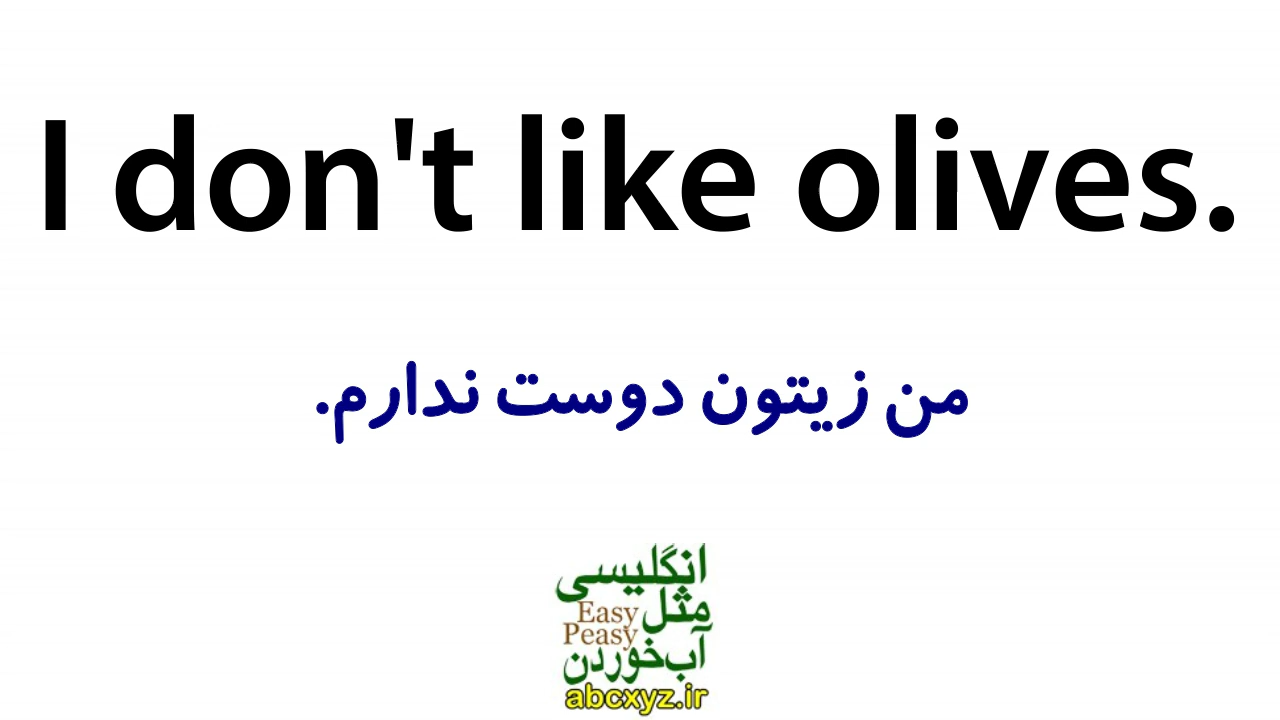 I don't like olives.
من زیتون دوست ندارم.
انگلیسی
مثل
Easy
Peasy
آب‌خوردن
abcxyz.ir